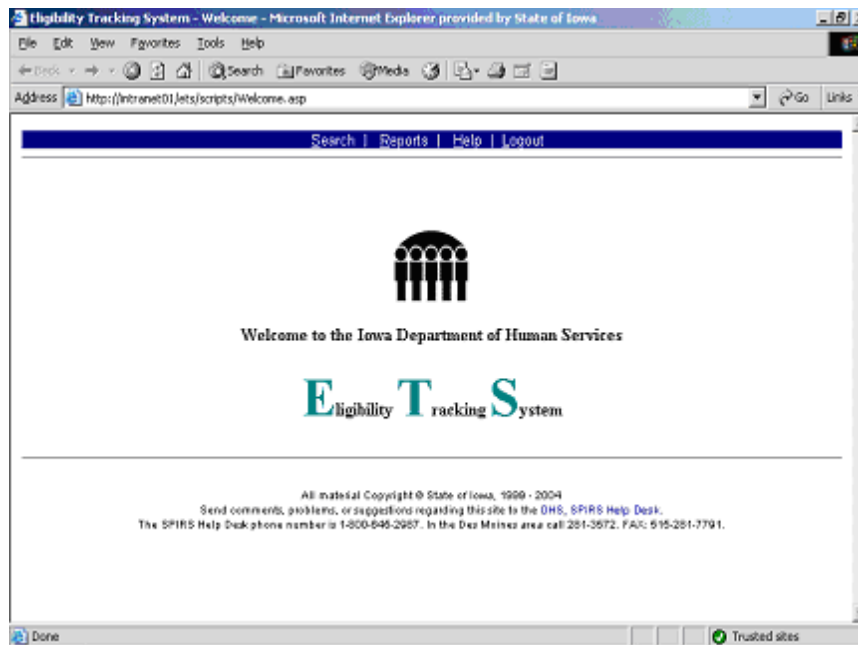 Eligibility Tracking System - Welcome - Microsoft Internet Explorer provided by State of Iowa
File Edit View Favorites Tools Help
Back Search Favorites Media
Address http://intranet01/ets/scripts/Welcome.asp Go Links
Search | Reports | Help | Logout
Welcome to the Iowa Department of Human Services
Eligibility Tracking System
All material Copyright © State of Iowa, 1999 - 2004
Send comments, problems, or suggestions regarding this site to the DHS, SPIRS Help Desk.
The SPIRS Help Desk phone number is 1-800-646-2987. In the Des Moines area call 281-3672. FAX: 515-281-7791.
Done Trusted sites